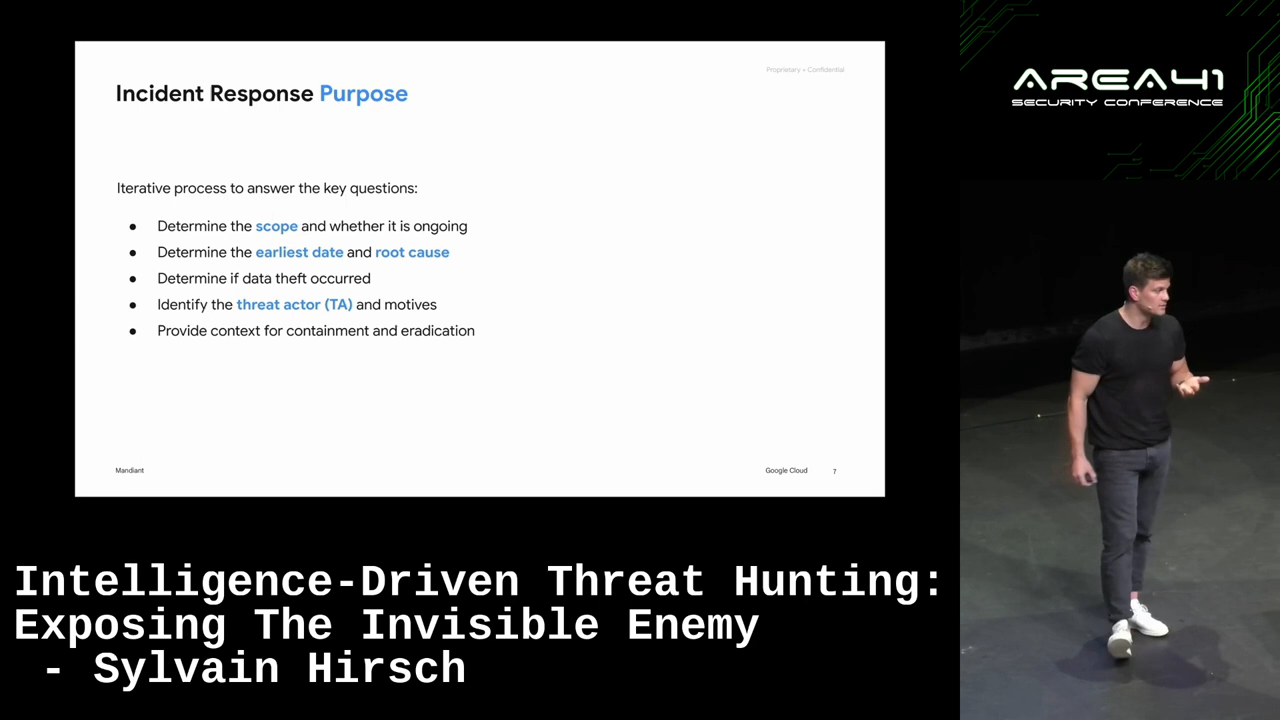 Proprietary + Confidential
Incident Response Purpose
Iterative process to answer the key questions:
● Determine the scope and whether it is ongoing
● Determine the earliest date and root cause
● Determine if data theft occurred
● Identify the threat actor (TA) and motives
● Provide context for containment and eradication
Mandiant
Google Cloud 7
AREA41
SECURITY CONFERENCE
Intelligence-Driven Threat Hunting:
Exposing The Invisible Enemy
- Sylvain Hirsch